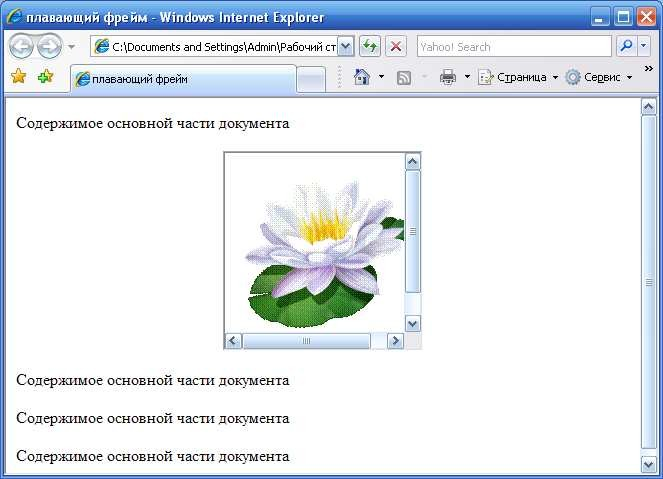 плавающий фрейм - Windows Internet Explorer
C:\Documents and Settings\Admin\Рабочий ст
Yahoo! Search
плавающий фрейм
Страница
Сервис
»
Содержимое основной части документа
Содержимое основной части документа
Содержимое основной части документа
Содержимое основной части документа